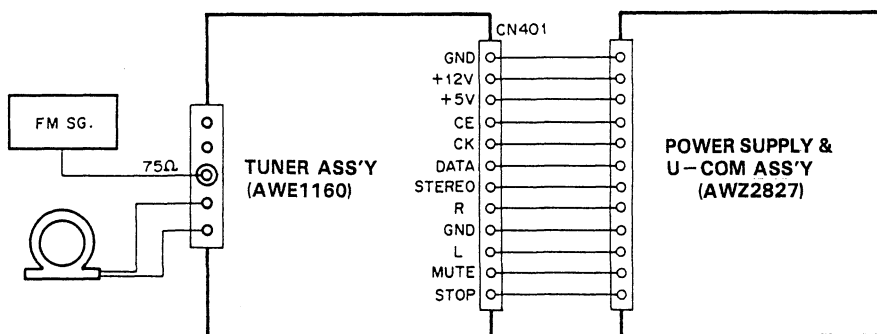 CN401
GND
+12V
+5V
CE
CK
DATA
STEREO
R
GND
L
MUTE
STOP
FM SG.
75Ω
TUNER ASS'Y
(AWE1160)
POWER SUPPLY &
U-COM ASS'Y
(AWZ2827)